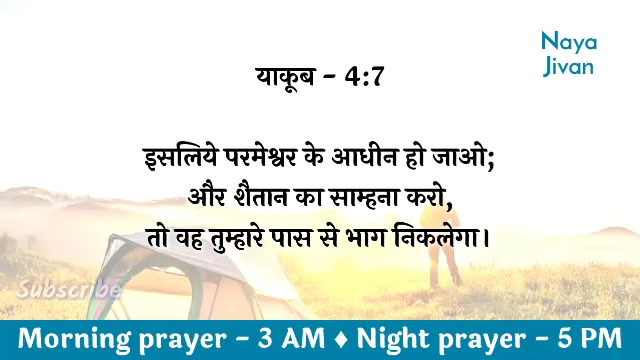 Naya
Jivan
याकूब - 4:7
इसलिये परमेश्वर के आधीन हो जाओ;
और शैतान का साम्हना करो,
तो वह तुम्हारे पास से भाग निकलेगा।
Subscribe
Morning prayer - 3 AM ♦ Night prayer - 5 PM